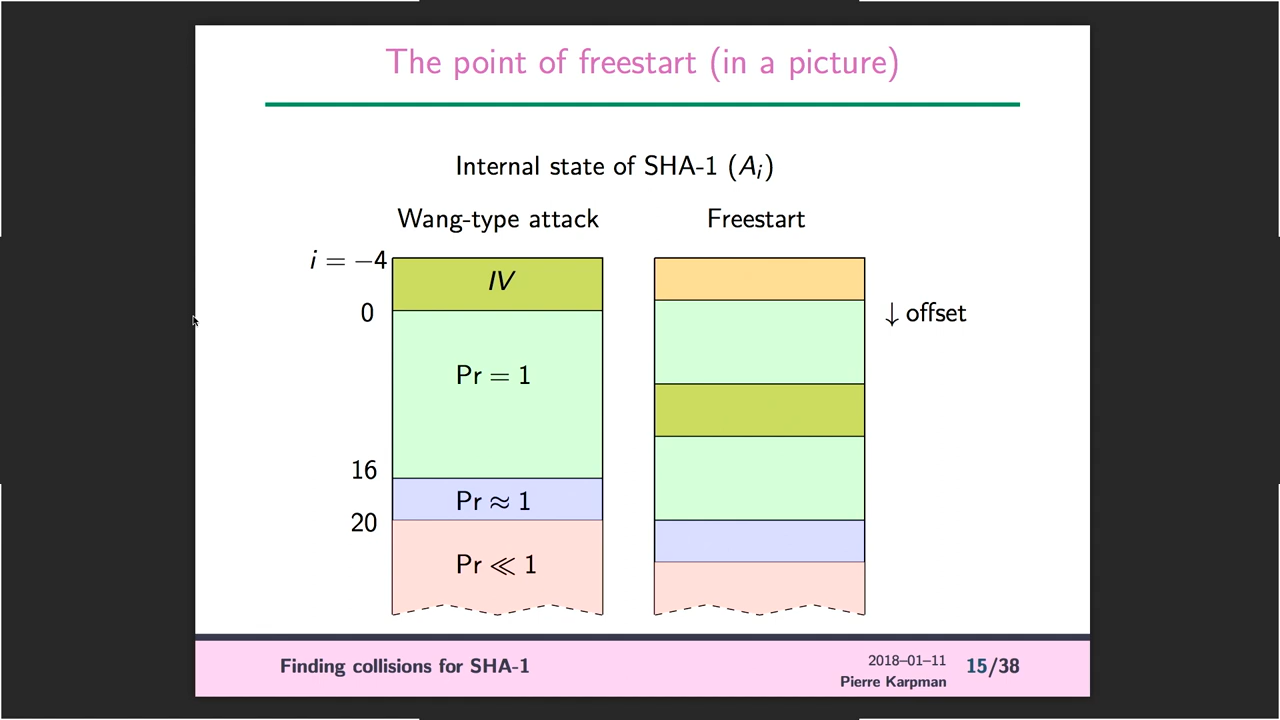 The point of freestart (in a picture)
Internal state of SHA-1 (Aᵢ)
Wang-type attack
Freestart
i = −4
IV
0
↓ offset
Pr = 1
16
Pr ≈ 1
20
Pr ≪ 1
Finding collisions for SHA-1
2018–01–11
Pierre Karpman
15/38